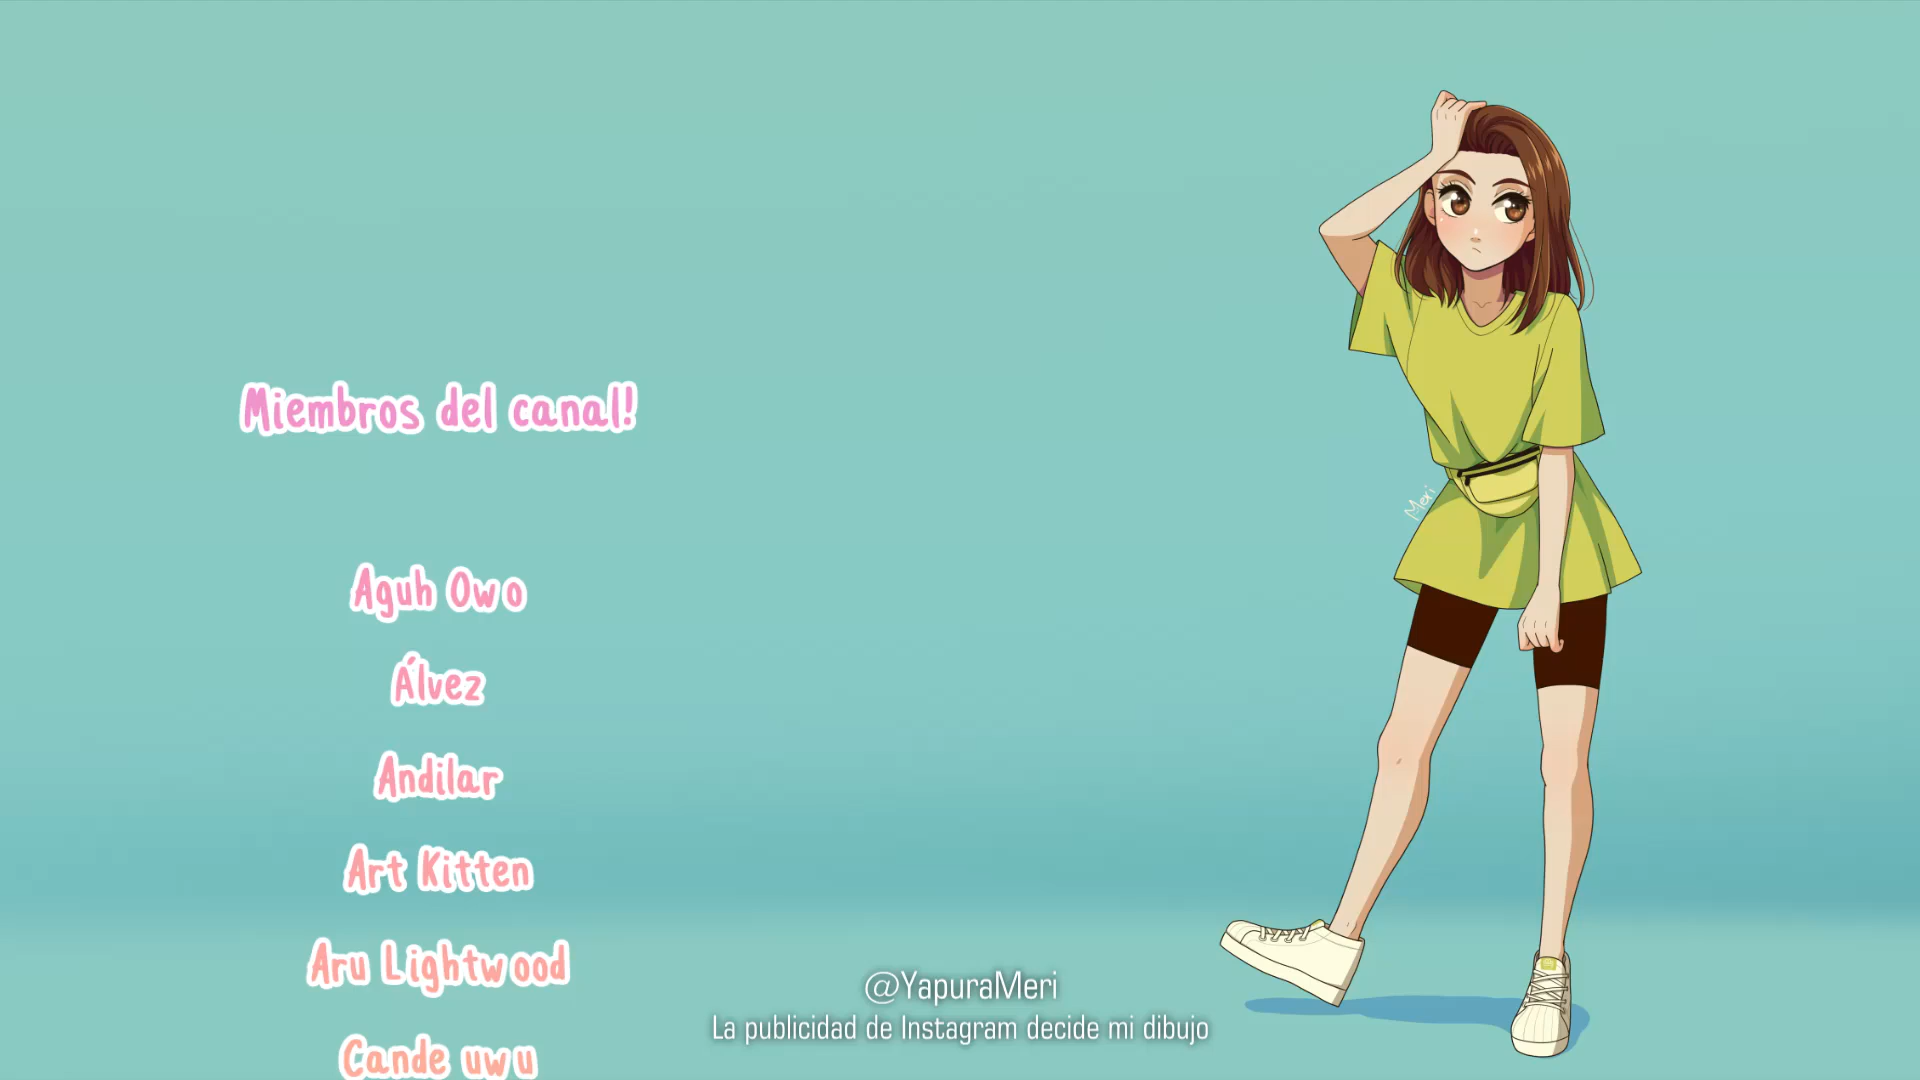 Miembros del canal!
Aguh Owo
Álvez
Andilar
Art Kitten
Aru Lightwood
Cande uwu
Meri
@YapuraMeri
La publicidad de Instagram decide mi dibujo